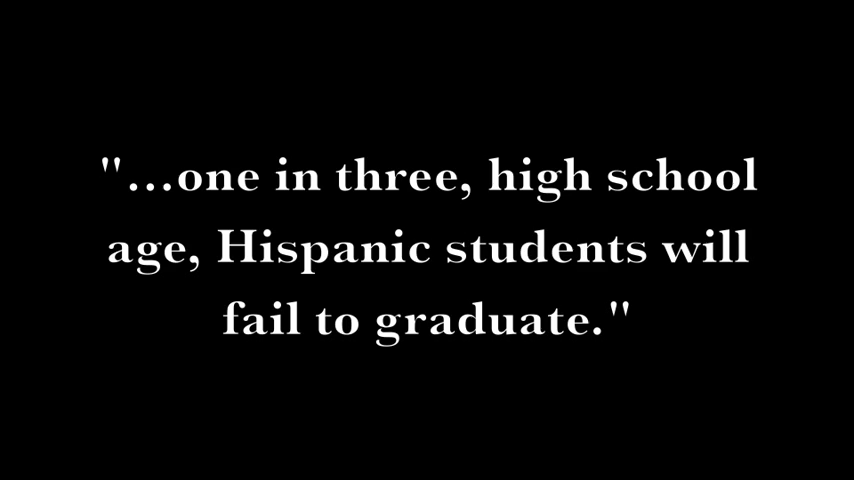 "...one in three, high school
age, Hispanic students will
fail to graduate."